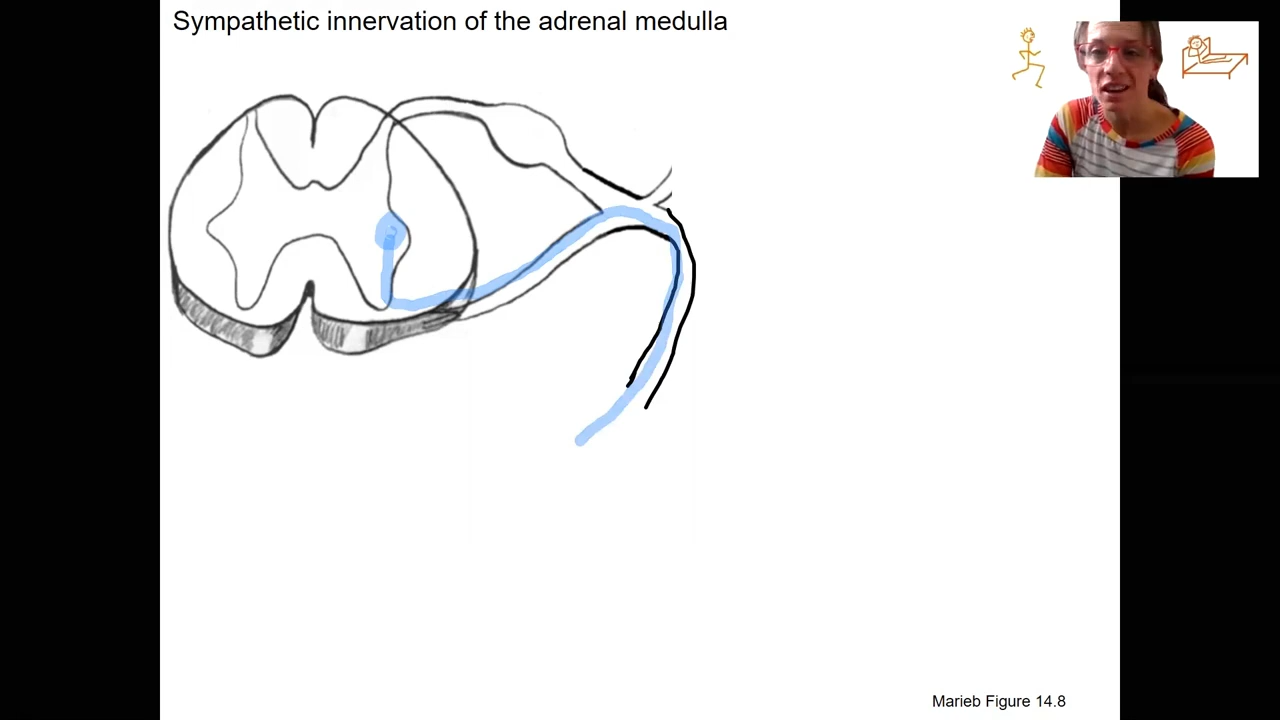 Sympathetic innervation of the adrenal medulla
Marieb Figure 14.8